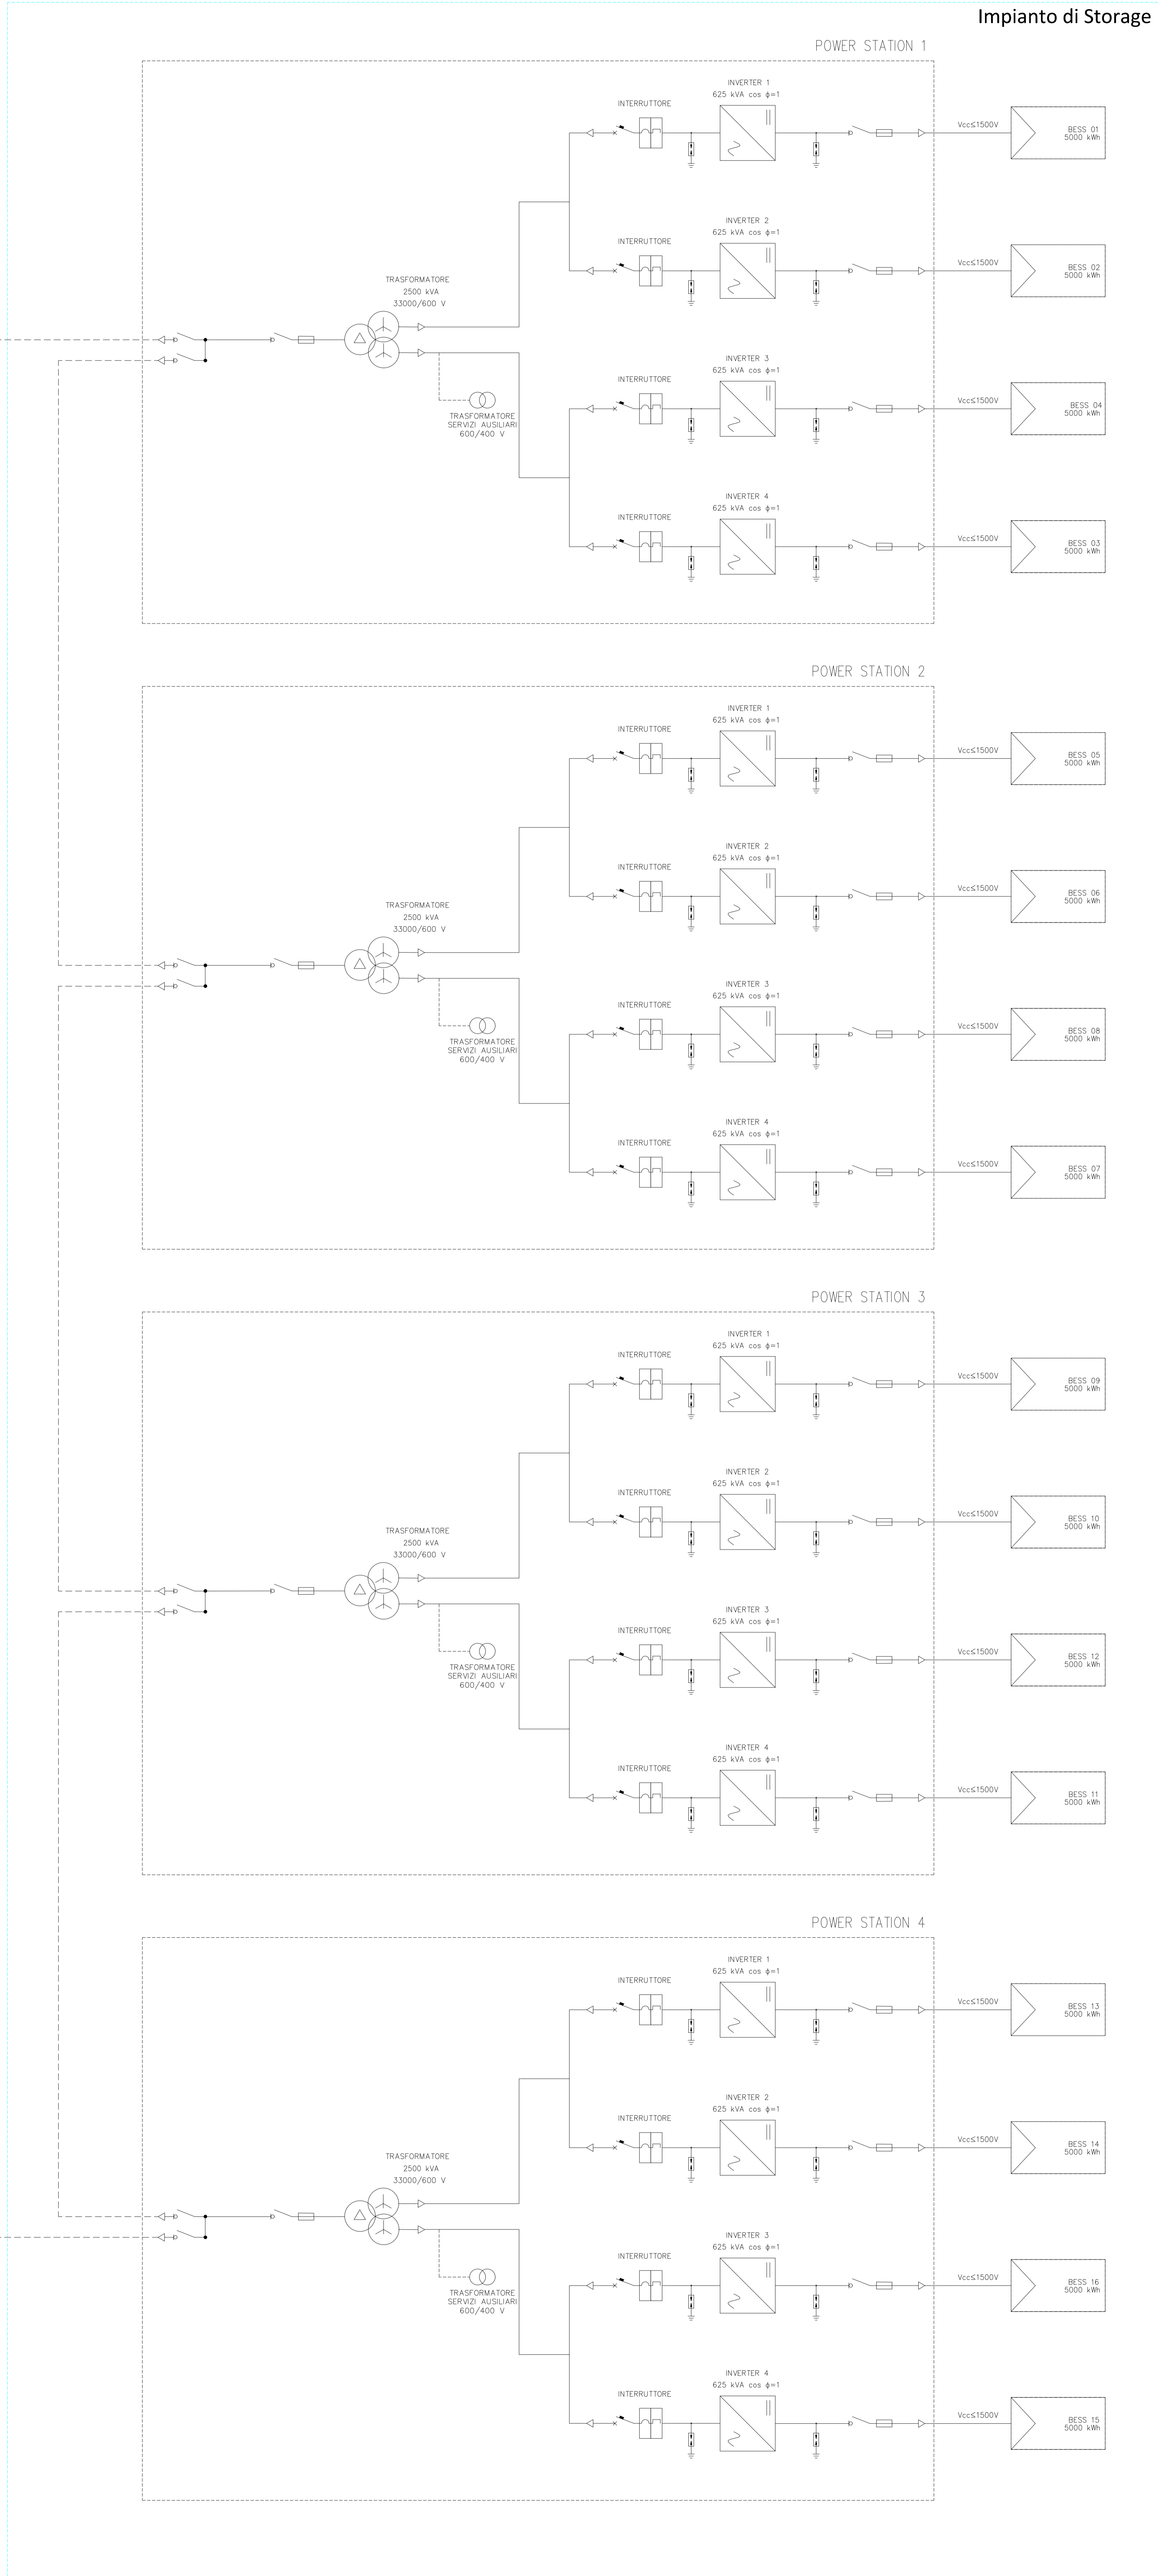 Impianto di Storage
POWER STATION 1
INVERTER 1
625 kVA cos ϕ=1
INTERRUTTORE
Vcc≤1500V
BESS 01
5000 kWh
INVERTER 2
625 kVA cos ϕ=1
INTERRUTTORE
Vcc≤1500V
BESS 02
5000 kWh
TRASFORMATORE
2500 kVA
33000/600 V
INVERTER 3
625 kVA cos ϕ=1
INTERRUTTORE
Vcc≤1500V
BESS 04
5000 kWh
TRASFORMATORE
SERVIZI AUSILIARI
600/400 V
INVERTER 4
625 kVA cos ϕ=1
INTERRUTTORE
Vcc≤1500V
BESS 03
5000 kWh
POWER STATION 2
INVERTER 1
625 kVA cos ϕ=1
INTERRUTTORE
Vcc≤1500V
BESS 05
5000 kWh
INVERTER 2
625 kVA cos ϕ=1
INTERRUTTORE
Vcc≤1500V
BESS 06
5000 kWh
TRASFORMATORE
2500 kVA
33000/600 V
INVERTER 3
625 kVA cos ϕ=1
INTERRUTTORE
Vcc≤1500V
BESS 08
5000 kWh
TRASFORMATORE
SERVIZI AUSILIARI
600/400 V
INVERTER 4
625 kVA cos ϕ=1
INTERRUTTORE
Vcc≤1500V
BESS 07
5000 kWh
POWER STATION 3
INVERTER 1
625 kVA cos ϕ=1
INTERRUTTORE
Vcc≤1500V
BESS 09
5000 kWh
INVERTER 2
625 kVA cos ϕ=1
INTERRUTTORE
Vcc≤1500V
BESS 10
5000 kWh
TRASFORMATORE
2500 kVA
33000/600 V
INVERTER 3
625 kVA cos ϕ=1
INTERRUTTORE
Vcc≤1500V
BESS 12
5000 kWh
TRASFORMATORE
SERVIZI AUSILIARI
600/400 V
INVERTER 4
625 kVA cos ϕ=1
INTERRUTTORE
Vcc≤1500V
BESS 11
5000 kWh
POWER STATION 4
INVERTER 1
625 kVA cos ϕ=1
INTERRUTTORE
Vcc≤1500V
BESS 13
5000 kWh
INVERTER 2
625 kVA cos ϕ=1
INTERRUTTORE
Vcc≤1500V
BESS 14
5000 kWh
TRASFORMATORE
2500 kVA
33000/600 V
INVERTER 3
625 kVA cos ϕ=1
INTERRUTTORE
Vcc≤1500V
BESS 16
5000 kWh
TRASFORMATORE
SERVIZI AUSILIARI
600/400 V
INVERTER 4
625 kVA cos ϕ=1
INTERRUTTORE
Vcc≤1500V
BESS 15
5000 kWh